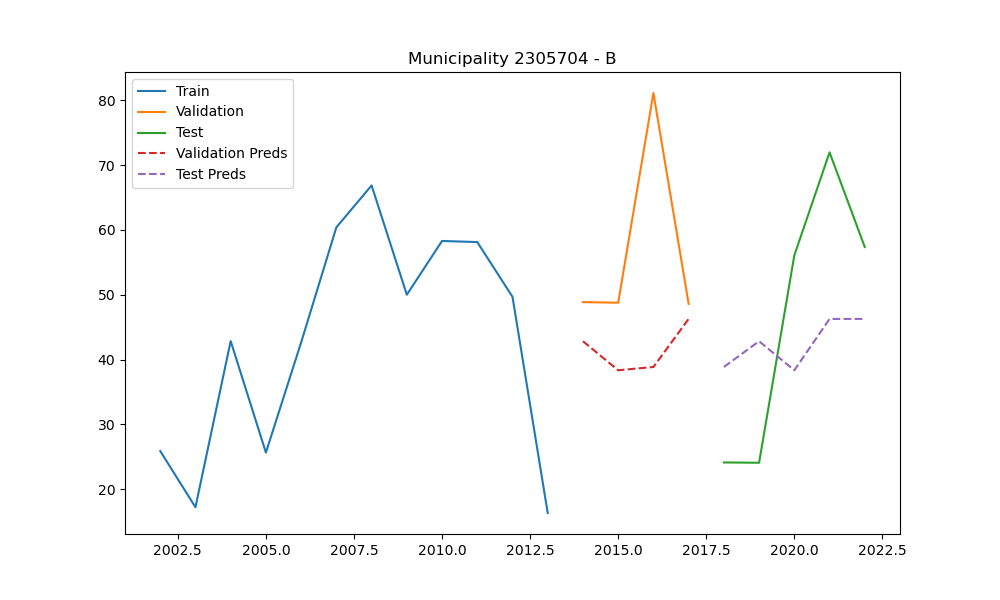 Municipality 2305704 - B
Train
Validation
Test
Validation Preds
Test Preds
80
70
60
50
40
30
20
2002.5 2005.0 2007.5 2010.0 2012.5 2015.0 2017.5 2020.0 2022.5